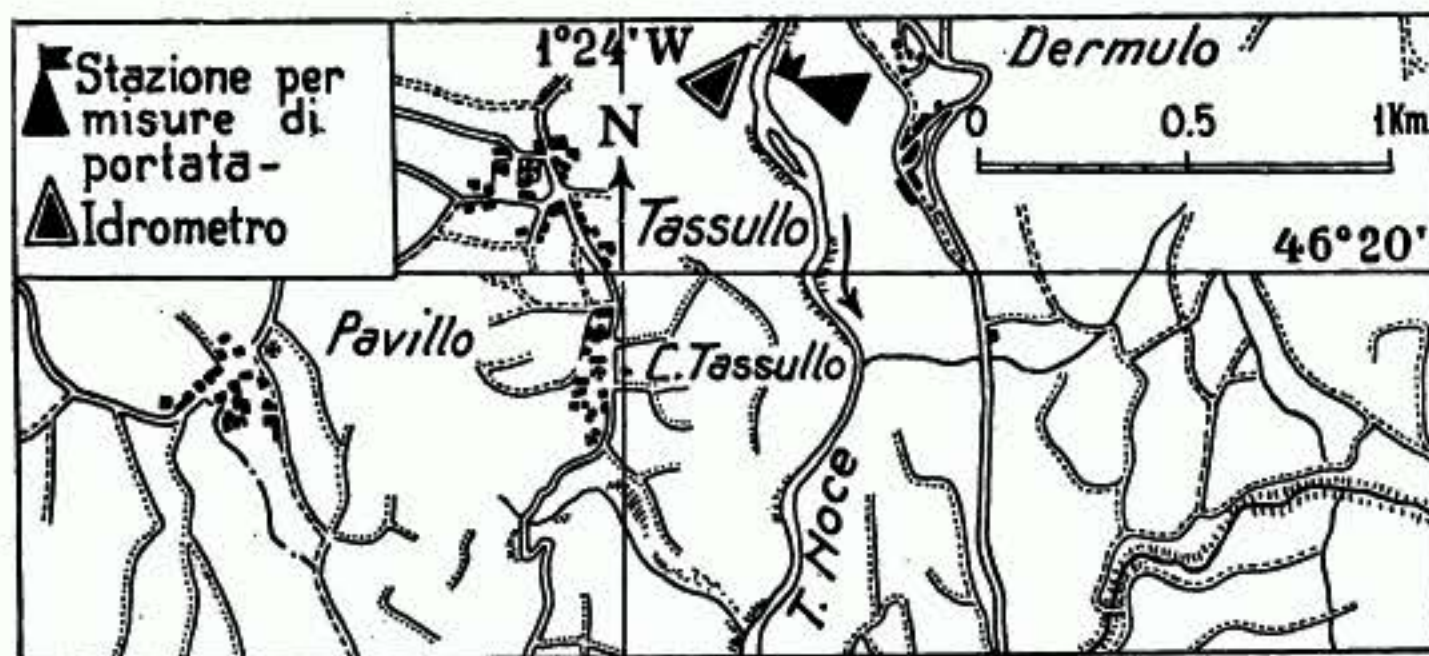 Stazione per
misure di
portata-
Idrometro
1°24' W
N
Dermulo
0 0.5 1Km
Tassullo
46°20'
Pavillo
C. Tassullo
T. Noce